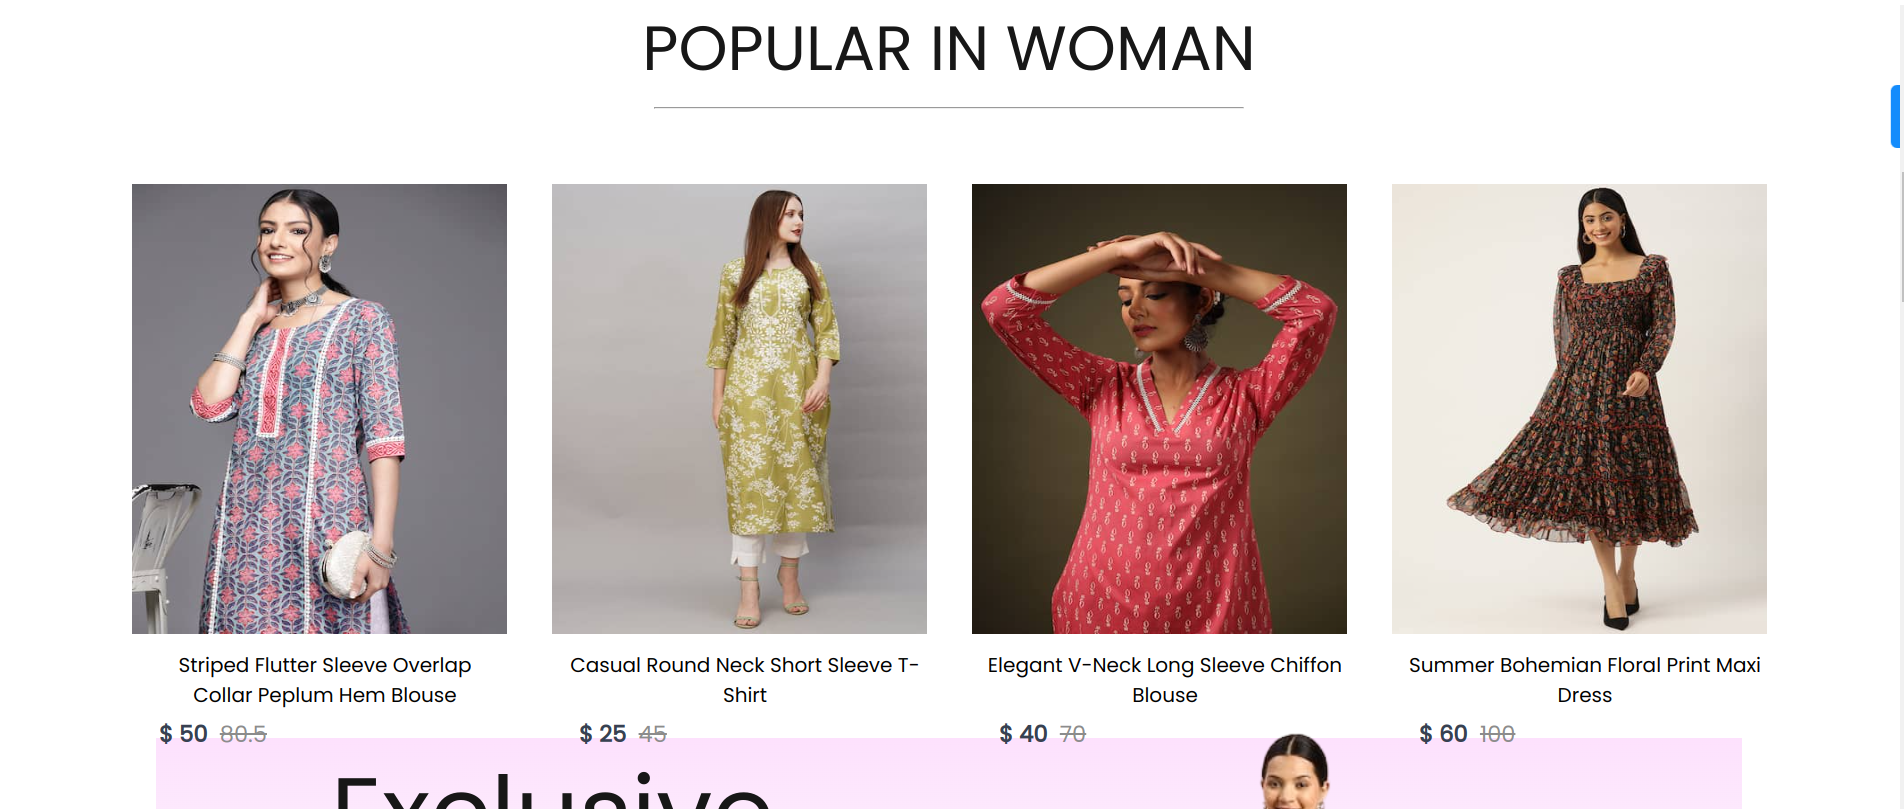 POPULAR IN WOMAN
Striped Flutter Sleeve Overlap
Collar Peplum Hem Blouse
$ 50 80.5
Casual Round Neck Short Sleeve T-
Shirt
$ 25 45
Elegant V-Neck Long Sleeve Chiffon
Blouse
$ 40 70
Summer Bohemian Floral Print Maxi
Dress
$ 60 100
Exclusive